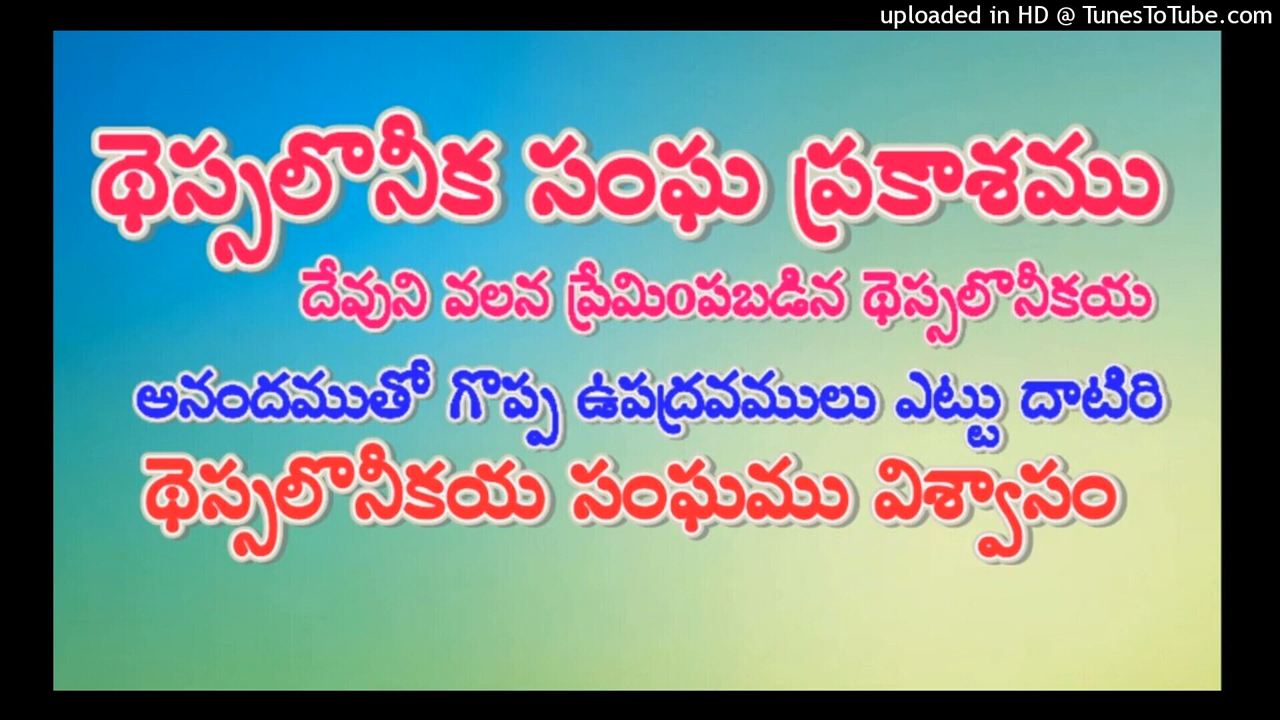 uploaded in HD @ TunesToTube.com
థెస్సలొనీక సంఘ ప్రకాశము
దేవుని వలన ప్రేమింపబడిన థెస్సలొనీకయ
అనందముతో గొప్ప ఉపద్రవములు ఎట్టు దాటిరి
థెస్సలొనీకయ సంఘము విశ్వాసం